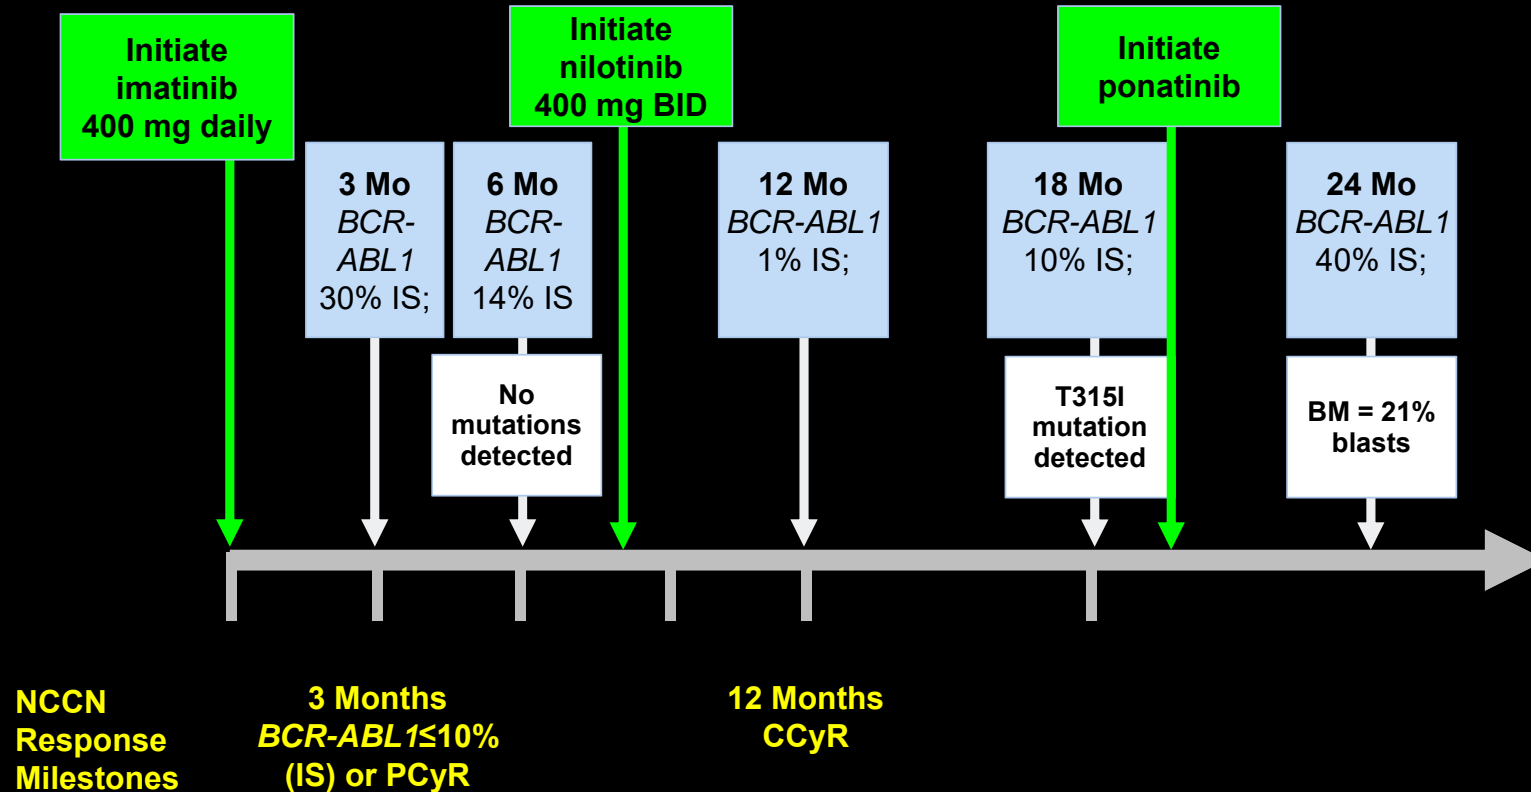 Initiate
imatinib
400 mg daily
Initiate
nilotinib
400 mg BID
Initiate
ponatinib
3 Mo
BCR-
ABL1
30% IS;
6 Mo
BCR-
ABL1
14% IS
12 Mo
BCR-ABL1
1% IS;
18 Mo
BCR-ABL1
10% IS;
24 Mo
BCR-ABL1
40% IS;
No
mutations
detected
T315I
mutation
detected
BM = 21%
blasts
NCCN
Response
Milestones
3 Months
BCR-ABL1≤10%
(IS) or PCyR
12 Months
CCyR